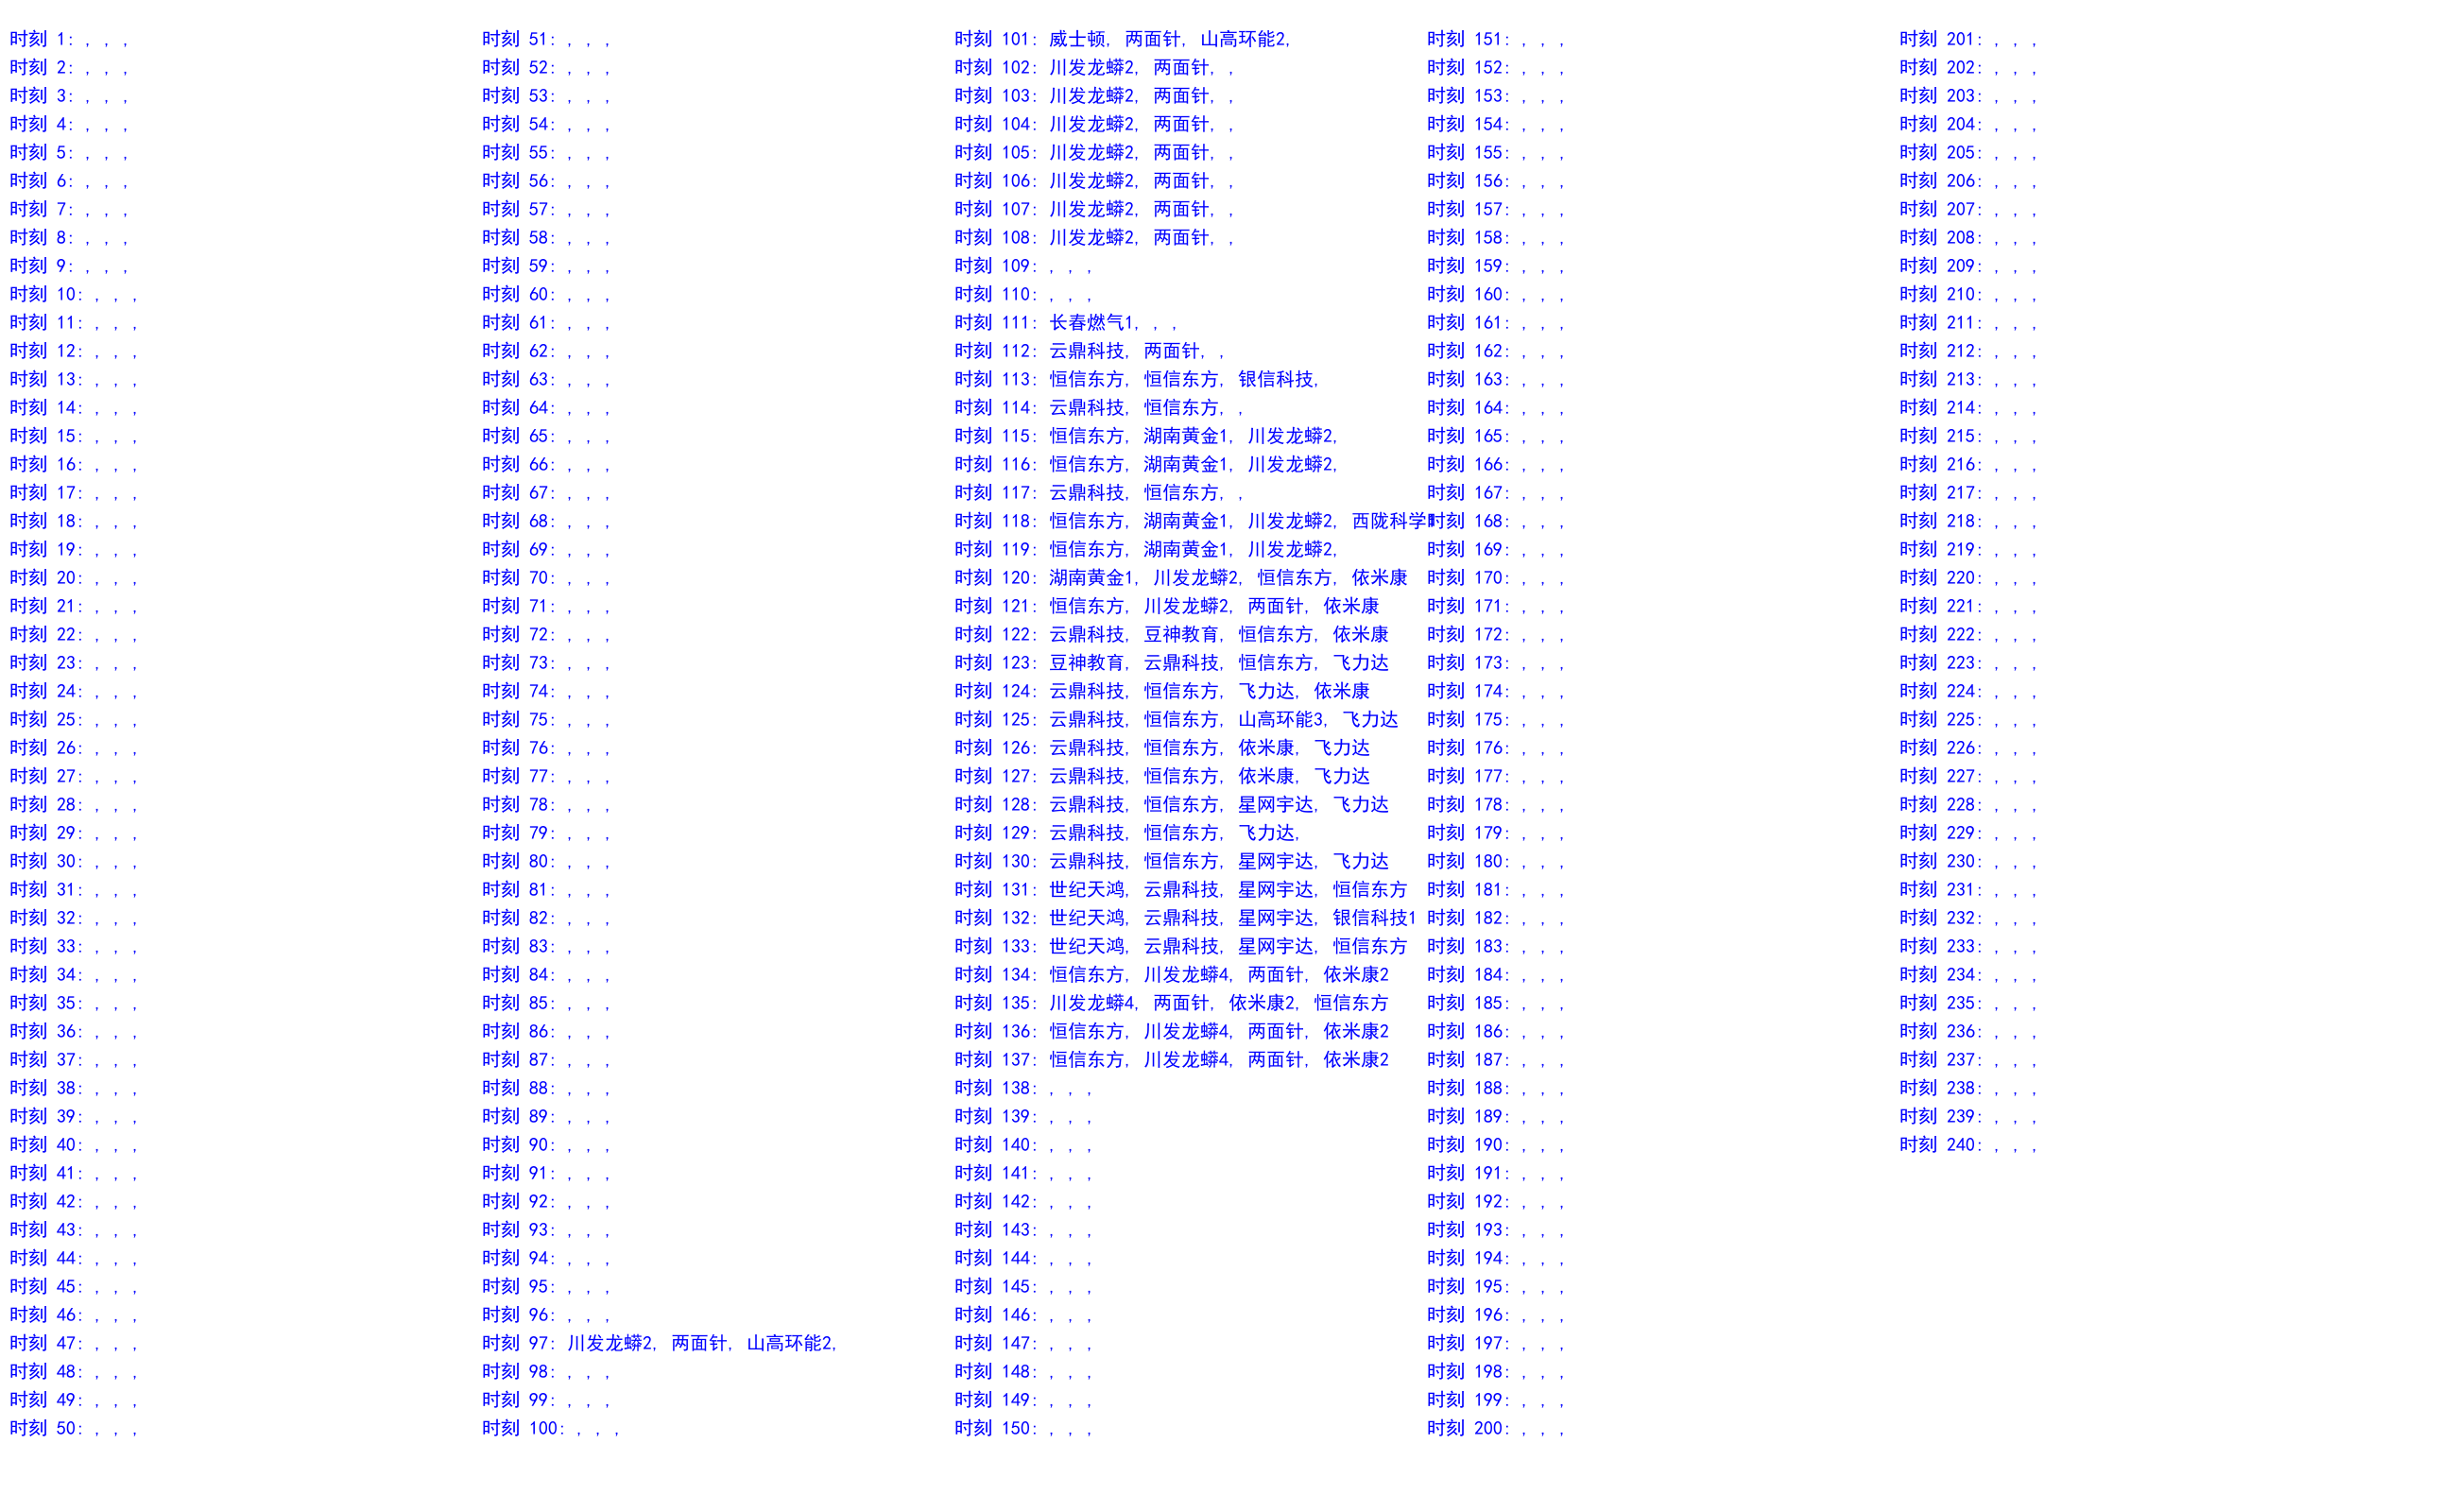 时刻 1: , , ,
时刻 2: , , ,
时刻 3: , , ,
时刻 4: , , ,
时刻 5: , , ,
时刻 6: , , ,
时刻 7: , , ,
时刻 8: , , ,
时刻 9: , , ,
时刻 10: , , ,
时刻 11: , , ,
时刻 12: , , ,
时刻 13: , , ,
时刻 14: , , ,
时刻 15: , , ,
时刻 16: , , ,
时刻 17: , , ,
时刻 18: , , ,
时刻 19: , , ,
时刻 20: , , ,
时刻 21: , , ,
时刻 22: , , ,
时刻 23: , , ,
时刻 24: , , ,
时刻 25: , , ,
时刻 26: , , ,
时刻 27: , , ,
时刻 28: , , ,
时刻 29: , , ,
时刻 30: , , ,
时刻 31: , , ,
时刻 32: , , ,
时刻 33: , , ,
时刻 34: , , ,
时刻 35: , , ,
时刻 36: , , ,
时刻 37: , , ,
时刻 38: , , ,
时刻 39: , , ,
时刻 40: , , ,
时刻 41: , , ,
时刻 42: , , ,
时刻 43: , , ,
时刻 44: , , ,
时刻 45: , , ,
时刻 46: , , ,
时刻 47: , , ,
时刻 48: , , ,
时刻 49: , , ,
时刻 50: , , ,
时刻 51: , , ,
时刻 52: , , ,
时刻 53: , , ,
时刻 54: , , ,
时刻 55: , , ,
时刻 56: , , ,
时刻 57: , , ,
时刻 58: , , ,
时刻 59: , , ,
时刻 60: , , ,
时刻 61: , , ,
时刻 62: , , ,
时刻 63: , , ,
时刻 64: , , ,
时刻 65: , , ,
时刻 66: , , ,
时刻 67: , , ,
时刻 68: , , ,
时刻 69: , , ,
时刻 70: , , ,
时刻 71: , , ,
时刻 72: , , ,
时刻 73: , , ,
时刻 74: , , ,
时刻 75: , , ,
时刻 76: , , ,
时刻 77: , , ,
时刻 78: , , ,
时刻 79: , , ,
时刻 80: , , ,
时刻 81: , , ,
时刻 82: , , ,
时刻 83: , , ,
时刻 84: , , ,
时刻 85: , , ,
时刻 86: , , ,
时刻 87: , , ,
时刻 88: , , ,
时刻 89: , , ,
时刻 90: , , ,
时刻 91: , , ,
时刻 92: , , ,
时刻 93: , , ,
时刻 94: , , ,
时刻 95: , , ,
时刻 96: , , ,
时刻 97: 川发龙蟒2, 两面针, 山高环能2,
时刻 98: , , ,
时刻 99: , , ,
时刻 100: , , ,
时刻 101: 威士顿, 两面针, 山高环能2,
时刻 102: 川发龙蟒2, 两面针, ,
时刻 103: 川发龙蟒2, 两面针, ,
时刻 104: 川发龙蟒2, 两面针, ,
时刻 105: 川发龙蟒2, 两面针, ,
时刻 106: 川发龙蟒2, 两面针, ,
时刻 107: 川发龙蟒2, 两面针, ,
时刻 108: 川发龙蟒2, 两面针, ,
时刻 109: , , ,
时刻 110: , , ,
时刻 111: 长春燃气1, , ,
时刻 112: 云鼎科技, 两面针, ,
时刻 113: 恒信东方, 恒信东方, 银信科技,
时刻 114: 云鼎科技, 恒信东方, ,
时刻 115: 恒信东方, 湖南黄金1, 川发龙蟒2,
时刻 116: 恒信东方, 湖南黄金1, 川发龙蟒2,
时刻 117: 云鼎科技, 恒信东方, ,
时刻 118: 恒信东方, 湖南黄金1, 川发龙蟒2, 西陇科学
时刻 119: 恒信东方, 湖南黄金1, 川发龙蟒2,
时刻 120: 湖南黄金1, 川发龙蟒2, 恒信东方, 依米康
时刻 121: 恒信东方, 川发龙蟒2, 两面针, 依米康
时刻 122: 云鼎科技, 豆神教育, 恒信东方, 依米康
时刻 123: 豆神教育, 云鼎科技, 恒信东方, 飞力达
时刻 124: 云鼎科技, 恒信东方, 飞力达, 依米康
时刻 125: 云鼎科技, 恒信东方, 山高环能3, 飞力达
时刻 126: 云鼎科技, 恒信东方, 依米康, 飞力达
时刻 127: 云鼎科技, 恒信东方, 依米康, 飞力达
时刻 128: 云鼎科技, 恒信东方, 星网宇达, 飞力达
时刻 129: 云鼎科技, 恒信东方, 飞力达,
时刻 130: 云鼎科技, 恒信东方, 星网宇达, 飞力达
时刻 131: 世纪天鸿, 云鼎科技, 星网宇达, 恒信东方
时刻 132: 世纪天鸿, 云鼎科技, 星网宇达, 银信科技1
时刻 133: 世纪天鸿, 云鼎科技, 星网宇达, 恒信东方
时刻 134: 恒信东方, 川发龙蟒4, 两面针, 依米康2
时刻 135: 川发龙蟒4, 两面针, 依米康2, 恒信东方
时刻 136: 恒信东方, 川发龙蟒4, 两面针, 依米康2
时刻 137: 恒信东方, 川发龙蟒4, 两面针, 依米康2
时刻 138: , , ,
时刻 139: , , ,
时刻 140: , , ,
时刻 141: , , ,
时刻 142: , , ,
时刻 143: , , ,
时刻 144: , , ,
时刻 145: , , ,
时刻 146: , , ,
时刻 147: , , ,
时刻 148: , , ,
时刻 149: , , ,
时刻 150: , , ,
时刻 151: , , ,
时刻 152: , , ,
时刻 153: , , ,
时刻 154: , , ,
时刻 155: , , ,
时刻 156: , , ,
时刻 157: , , ,
时刻 158: , , ,
时刻 159: , , ,
时刻 160: , , ,
时刻 161: , , ,
时刻 162: , , ,
时刻 163: , , ,
时刻 164: , , ,
时刻 165: , , ,
时刻 166: , , ,
时刻 167: , , ,
时刻 168: , , ,
时刻 169: , , ,
时刻 170: , , ,
时刻 171: , , ,
时刻 172: , , ,
时刻 173: , , ,
时刻 174: , , ,
时刻 175: , , ,
时刻 176: , , ,
时刻 177: , , ,
时刻 178: , , ,
时刻 179: , , ,
时刻 180: , , ,
时刻 181: , , ,
时刻 182: , , ,
时刻 183: , , ,
时刻 184: , , ,
时刻 185: , , ,
时刻 186: , , ,
时刻 187: , , ,
时刻 188: , , ,
时刻 189: , , ,
时刻 190: , , ,
时刻 191: , , ,
时刻 192: , , ,
时刻 193: , , ,
时刻 194: , , ,
时刻 195: , , ,
时刻 196: , , ,
时刻 197: , , ,
时刻 198: , , ,
时刻 199: , , ,
时刻 200: , , ,
时刻 201: , , ,
时刻 202: , , ,
时刻 203: , , ,
时刻 204: , , ,
时刻 205: , , ,
时刻 206: , , ,
时刻 207: , , ,
时刻 208: , , ,
时刻 209: , , ,
时刻 210: , , ,
时刻 211: , , ,
时刻 212: , , ,
时刻 213: , , ,
时刻 214: , , ,
时刻 215: , , ,
时刻 216: , , ,
时刻 217: , , ,
时刻 218: , , ,
时刻 219: , , ,
时刻 220: , , ,
时刻 221: , , ,
时刻 222: , , ,
时刻 223: , , ,
时刻 224: , , ,
时刻 225: , , ,
时刻 226: , , ,
时刻 227: , , ,
时刻 228: , , ,
时刻 229: , , ,
时刻 230: , , ,
时刻 231: , , ,
时刻 232: , , ,
时刻 233: , , ,
时刻 234: , , ,
时刻 235: , , ,
时刻 236: , , ,
时刻 237: , , ,
时刻 238: , , ,
时刻 239: , , ,
时刻 240: , , ,